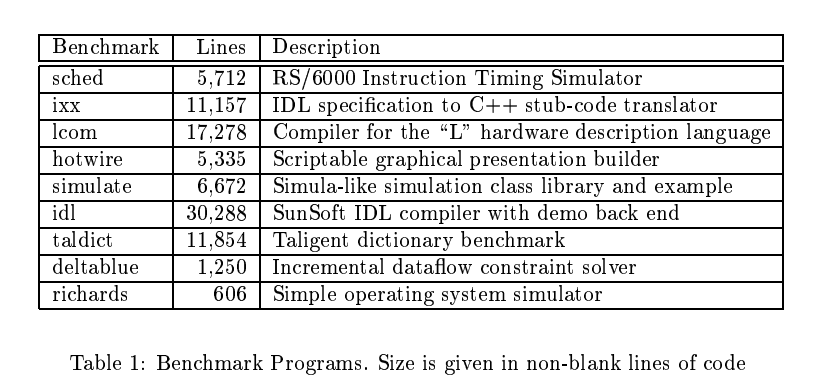 Benchmark Lines Description
sched 5,712 RS/6000 Instruction Timing Simulator
ixx 11,157 IDL specification to C++ stub-code translator
lcom 17,278 Compiler for the “L” hardware description language
hotwire 5,335 Scriptable graphical presentation builder
simulate 6,672 Simula-like simulation class library and example
idl 30,288 SunSoft IDL compiler with demo back end
taldict 11,854 Taligent dictionary benchmark
deltablue 1,250 Incremental dataflow constraint solver
richards 606 Simple operating system simulator
Table 1: Benchmark Programs. Size is given in non-blank lines of code